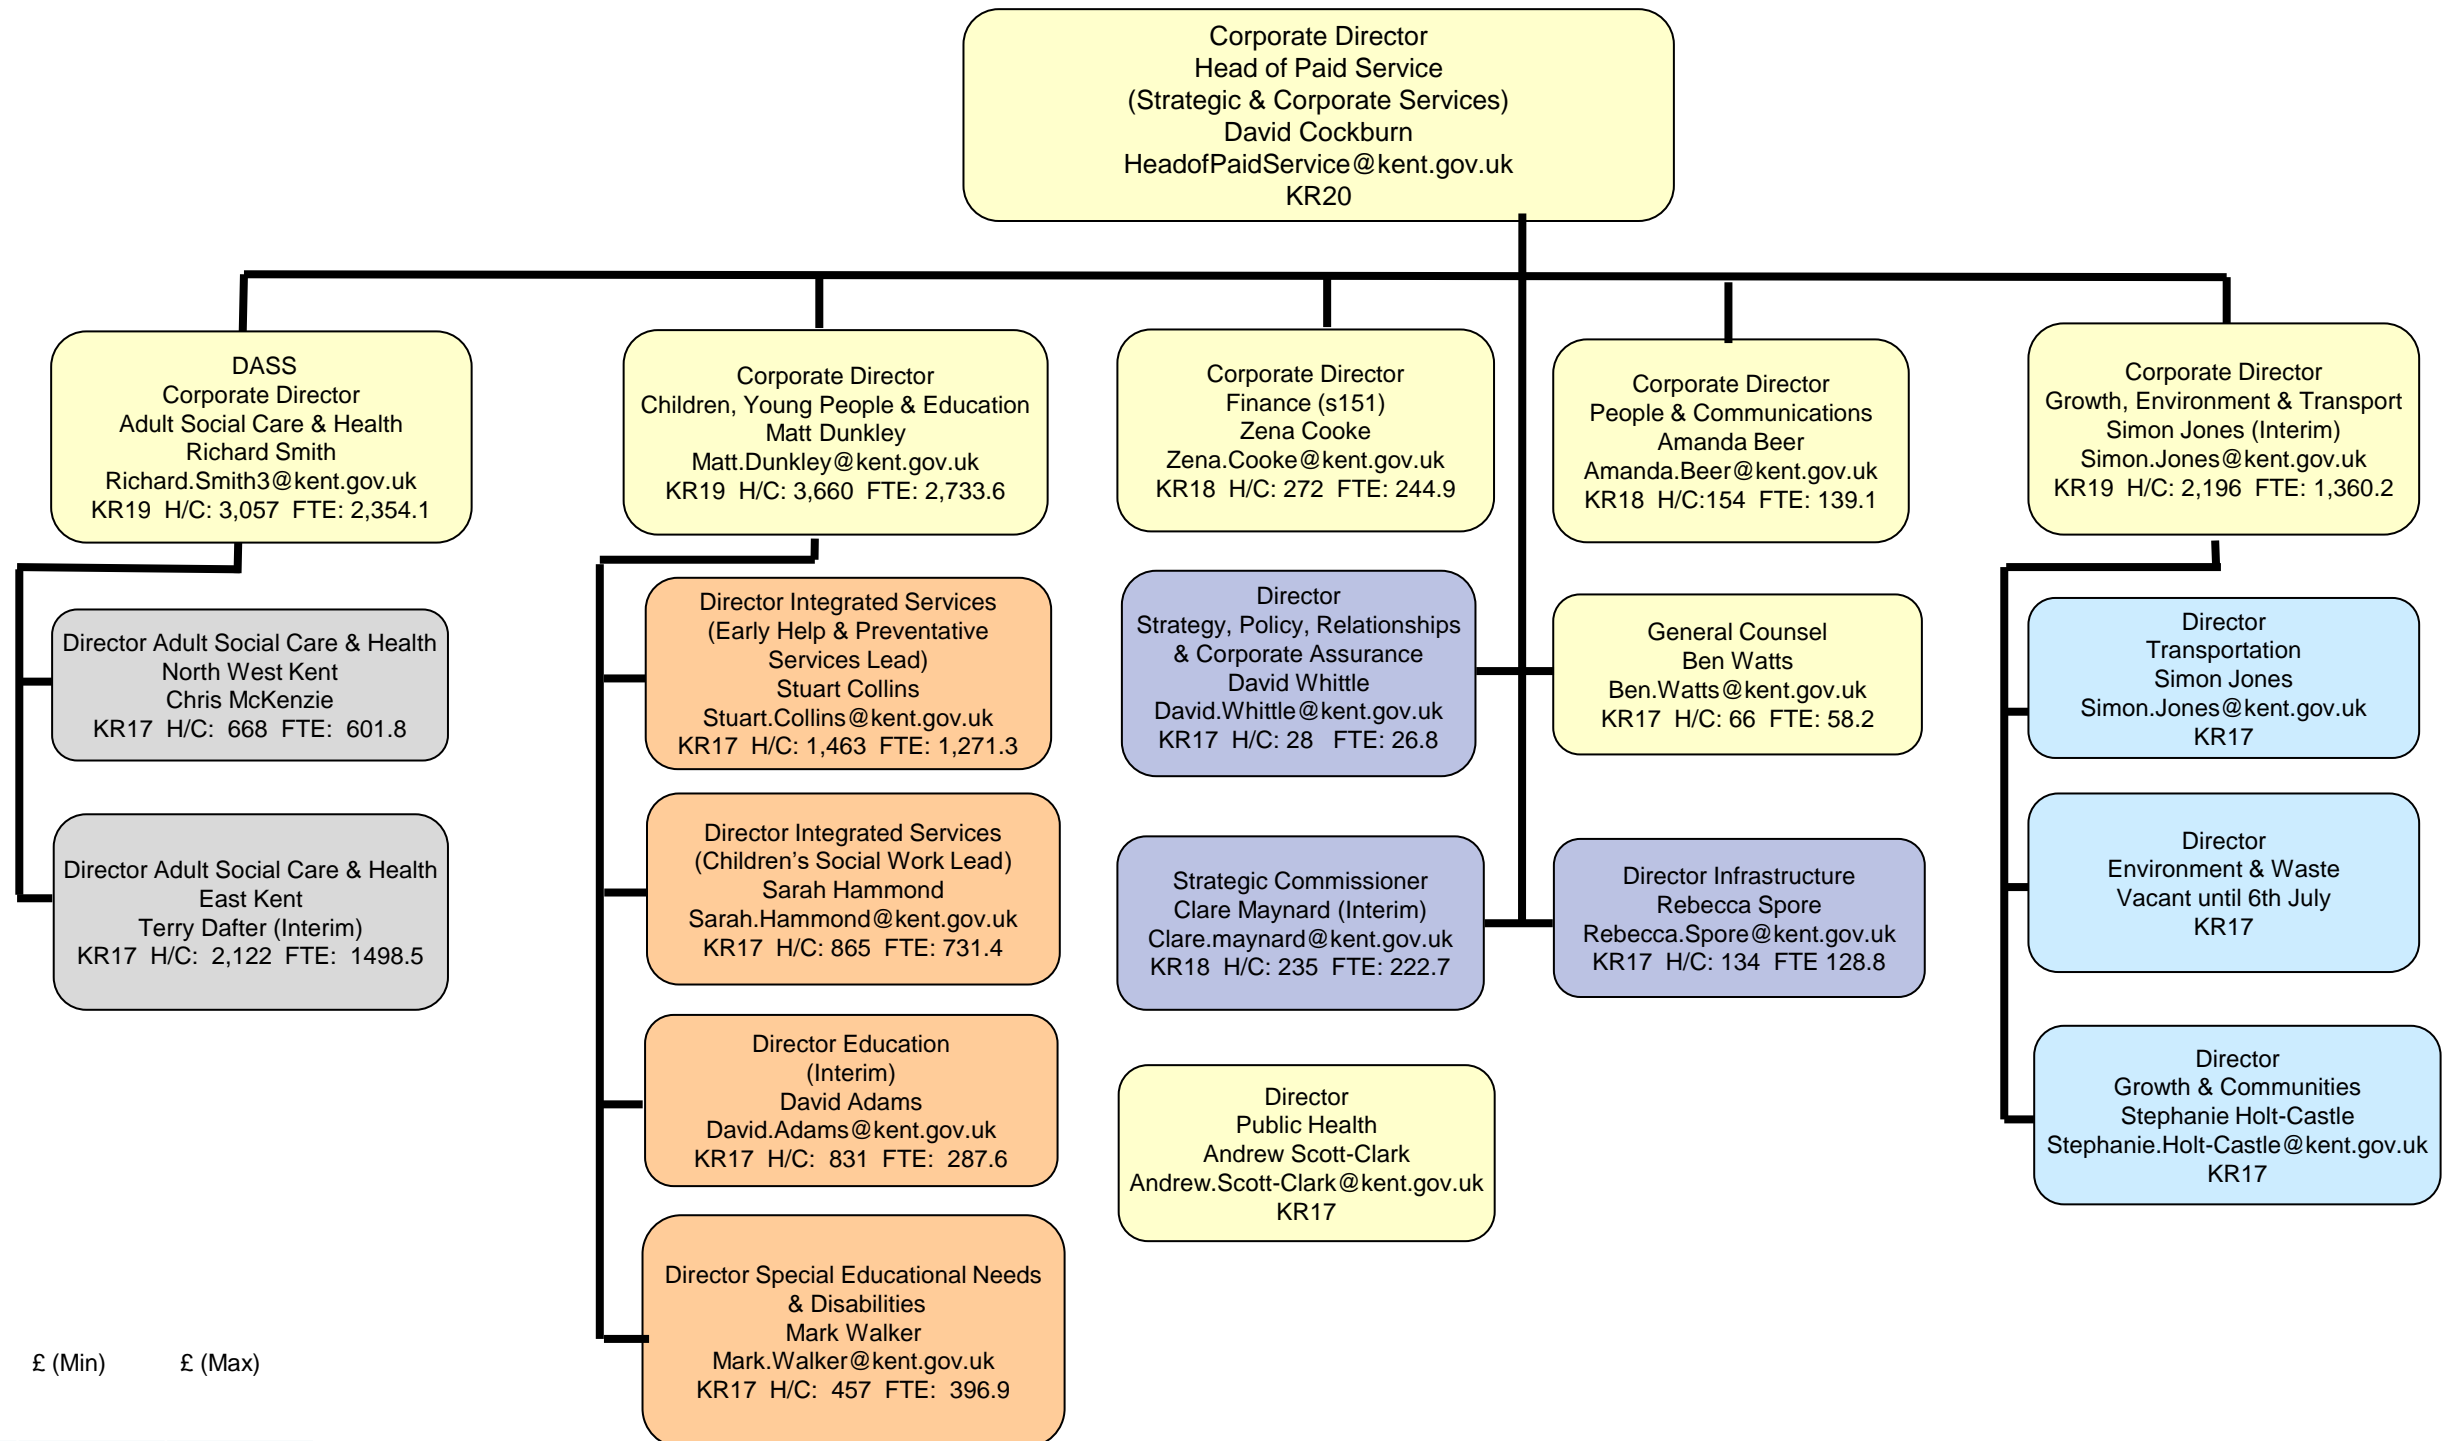 Corporate Director
Head of Paid Service
(Strategic & Corporate Services)
David Cockburn
HeadofPaidService@kent.gov.uk
KR20
DASS
Corporate Director
Adult Social Care & Health
Richard Smith
Richard.Smith3@kent.gov.uk
KR19 H/C: 3,057 FTE: 2,354.1
Corporate Director
Children, Young People & Education
Matt Dunkley
Matt.Dunkley@kent.gov.uk
KR19 H/C: 3,660 FTE: 2,733.6
Corporate Director
Finance (s151)
Zena Cooke
Zena.Cooke@kent.gov.uk
KR18 H/C: 272 FTE: 244.9
Corporate Director
People & Communications
Amanda Beer
Amanda.Beer@kent.gov.uk
KR18 H/C:154 FTE: 139.1
Corporate Director
Growth, Environment & Transport
Simon Jones (Interim)
Simon.Jones@kent.gov.uk
KR19 H/C: 2,196 FTE: 1,360.2
Director Adult Social Care & Health
North West Kent
Chris McKenzie
KR17 H/C: 668 FTE: 601.8
Director Adult Social Care & Health
East Kent
Terry Dafter (Interim)
KR17 H/C: 2,122 FTE: 1498.5
Director Integrated Services
(Early Help & Preventative
Services Lead)
Stuart Collins
Stuart.Collins@kent.gov.uk
KR17 H/C: 1,463 FTE: 1,271.3
Director Integrated Services
(Children’s Social Work Lead)
Sarah Hammond
Sarah.Hammond@kent.gov.uk
KR17 H/C: 865 FTE: 731.4
Director Education
(Interim)
David Adams
David.Adams@kent.gov.uk
KR17 H/C: 831 FTE: 287.6
Director Special Educational Needs
& Disabilities
Mark Walker
Mark.Walker@kent.gov.uk
KR17 H/C: 457 FTE: 396.9
Director
Strategy, Policy, Relationships
& Corporate Assurance
David Whittle
David.Whittle@kent.gov.uk
KR17 H/C: 28 FTE: 26.8
General Counsel
Ben Watts
Ben.Watts@kent.gov.uk
KR17 H/C: 66 FTE: 58.2
Strategic Commissioner
Clare Maynard (Interim)
Clare.maynard@kent.gov.uk
KR18 H/C: 235 FTE: 222.7
Director Infrastructure
Rebecca Spore
Rebecca.Spore@kent.gov.uk
KR17 H/C: 134 FTE 128.8
Director
Public Health
Andrew Scott-Clark
Andrew.Scott-Clark@kent.gov.uk
KR17
Director
Transportation
Simon Jones
Simon.Jones@kent.gov.uk
KR17
Director
Environment & Waste
Vacant until 6th July
KR17
Director
Growth & Communities
Stephanie Holt-Castle
Stephanie.Holt-Castle@kent.gov.uk
KR17
£ (Min) £ (Max)